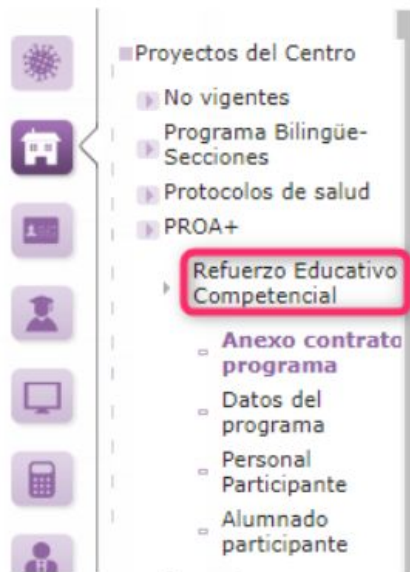 Proyectos del Centro
No vigentes
Programa Bilingüe-
Secciones
Protocolos de salud
PROA+
Refuerzo Educativo
Competencial
Anexo contrato
programa
Datos del
programa
Personal
Participante
Alumnado
participante